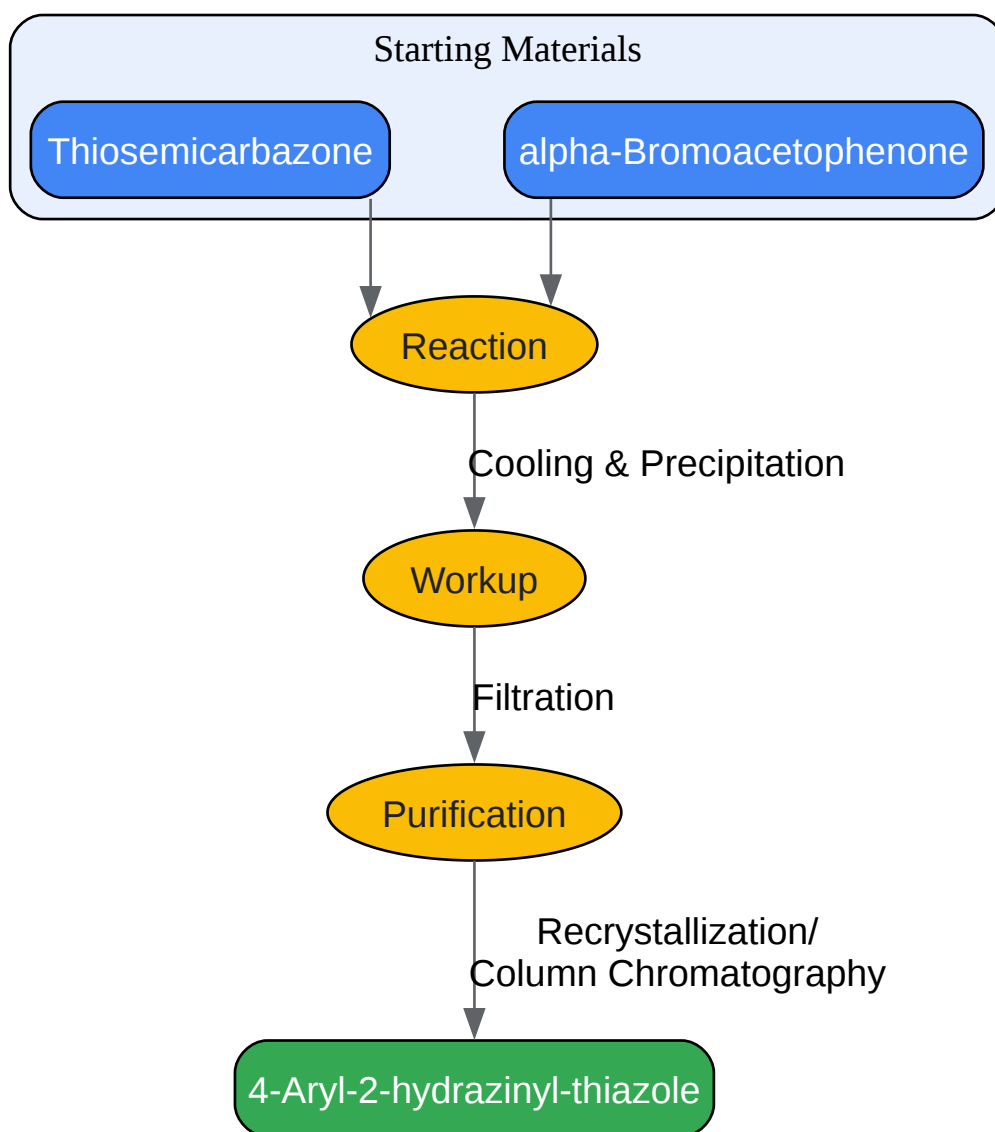 Starting Materials
Thiosemicarbazone
alpha-Bromoacetophenone
Reaction
Cooling & Precipitation
Workup
Filtration
Purification
Recrystallization/
Column Chromatography
4-Aryl-2-hydrazinyl-thiazole